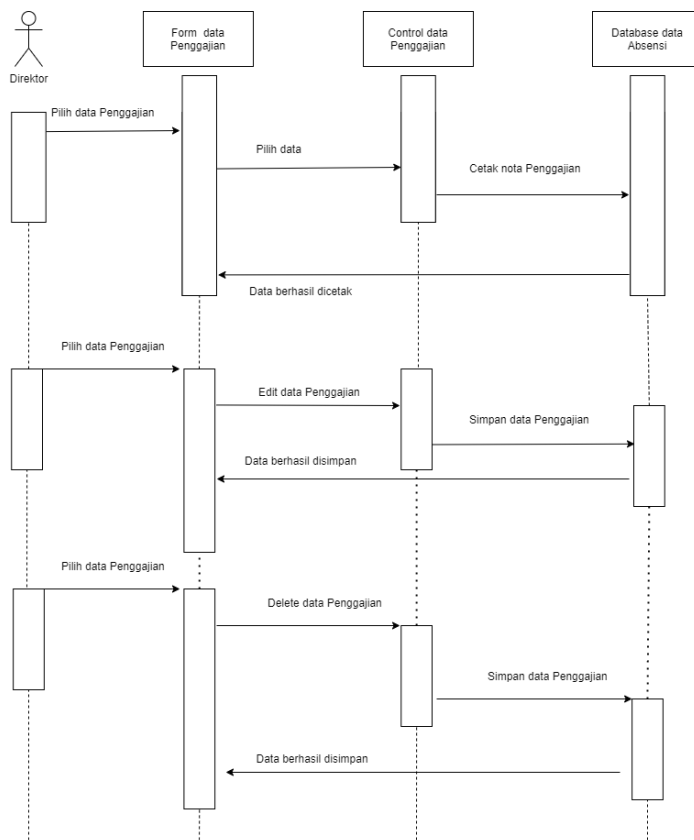 Form data
Penggajian
Control data
Penggajian
Database data
Absensi
Direktor
Pilih data Penggajian
Pilih data
Cetak nota Penggajian
Data berhasil dicetak
Pilih data Penggajian
Edit data Penggajian
Simpan data Penggajian
Data berhasil disimpan
Pilih data Penggajian
Delete data Penggajian
Simpan data Penggajian
Data berhasil disimpan